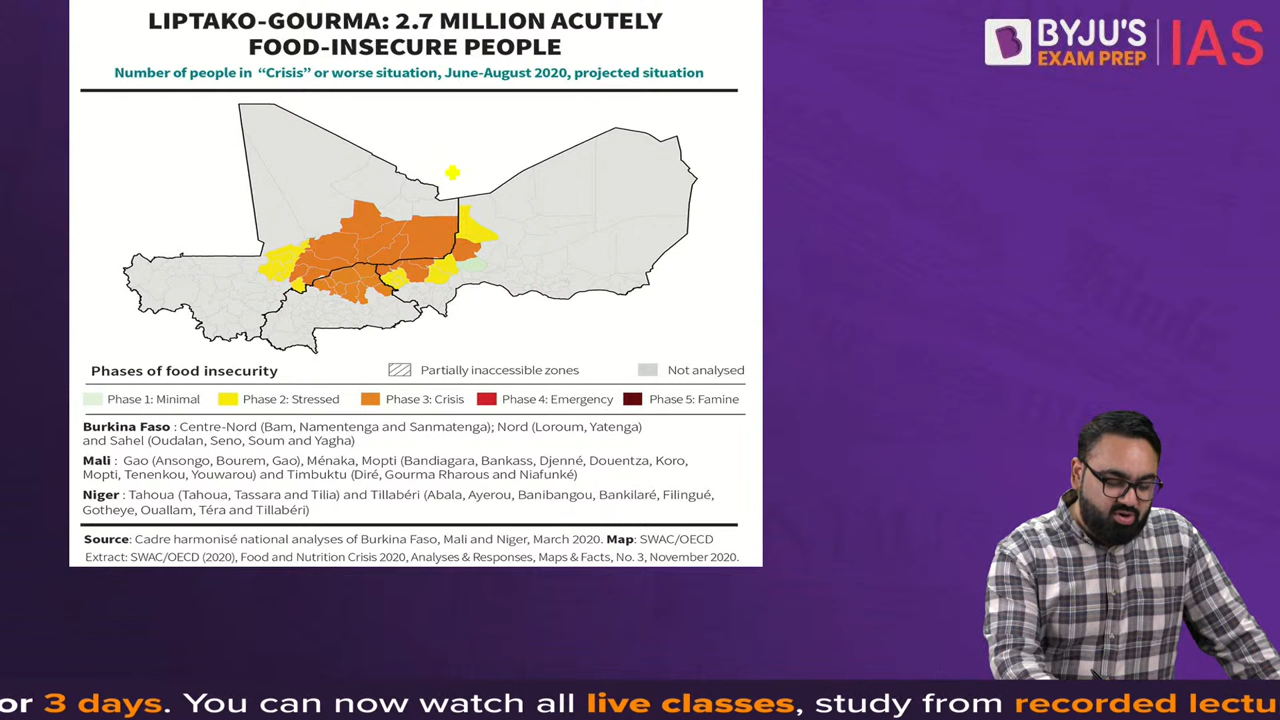 LIPTAKO-GOURMA: 2.7 MILLION ACUTELY
FOOD-INSECURE PEOPLE
Number of people in “Crisis” or worse situation, June-August 2020, projected situation
BYJU'S
EXAM PREP
IAS
Phases of food insecurity
Partially inaccessible zones
Not analysed
Phase 1: Minimal
Phase 2: Stressed
Phase 3: Crisis
Phase 4: Emergency
Phase 5: Famine
Burkina Faso : Centre-Nord (Bam, Namentenga and Sanmatenga); Nord (Loroum, Yatenga)
and Sahel (Oudalan, Seno, Soum and Yagha)
Mali : Gao (Ansongo, Bourem, Gao), Ménaka, Mopti (Bandiagara, Bankass, Djenné, Douentza, Koro,
Mopti, Tenenkou, Youwarou) and Timbuktu (Diré, Gourma Rharous and Niafunké)
Niger : Tahoua (Tahoua, Tassara and Tilia) and Tillabéri (Abala, Ayerou, Banibangou, Bankilaré, Filingué,
Gotheye, Ouallam, Téra and Tillabéri)
Source: Cadre harmonisé national analyses of Burkina Faso, Mali and Niger, March 2020. Map: SWAC/OECD
Extract: SWAC/OECD (2020), Food and Nutrition Crisis 2020, Analyses & Responses, Maps & Facts, No. 3, November 2020.
or 3 days. You can now watch all live classes, study from recorded lectu